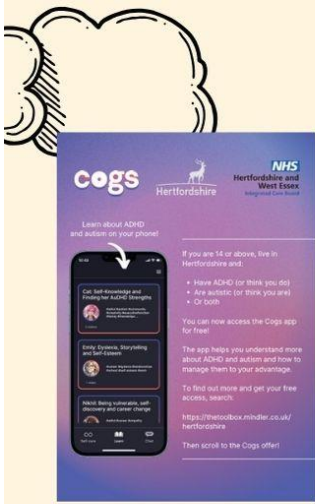 cogs
Hertfordshire
NHS
Hertfordshire and
West Essex
Integrated Care Board
Learn about ADHD
and autism on your phone!
Cat: Self-Knowledge and
Finding her AuDHD Strengths
Emily: Dyslexia, Storytelling
and Self-Esteem
Nikhil: Being vulnerable, self-
discovery and career change
Self-care
Learn
Chat
If you are 14 or above, live in
Hertfordshire and:
• Have ADHD (or think you do)
• Are autistic (or think you are)
• Or both
You can now access the Cogs app
for free!
The app helps you understand more
about ADHD and autism and how to
manage them to your advantage.
To find out more and get your free
access, search:
https://thetoolbox.mindler.co.uk/
hertfordshire
Then scroll to the Cogs offer!